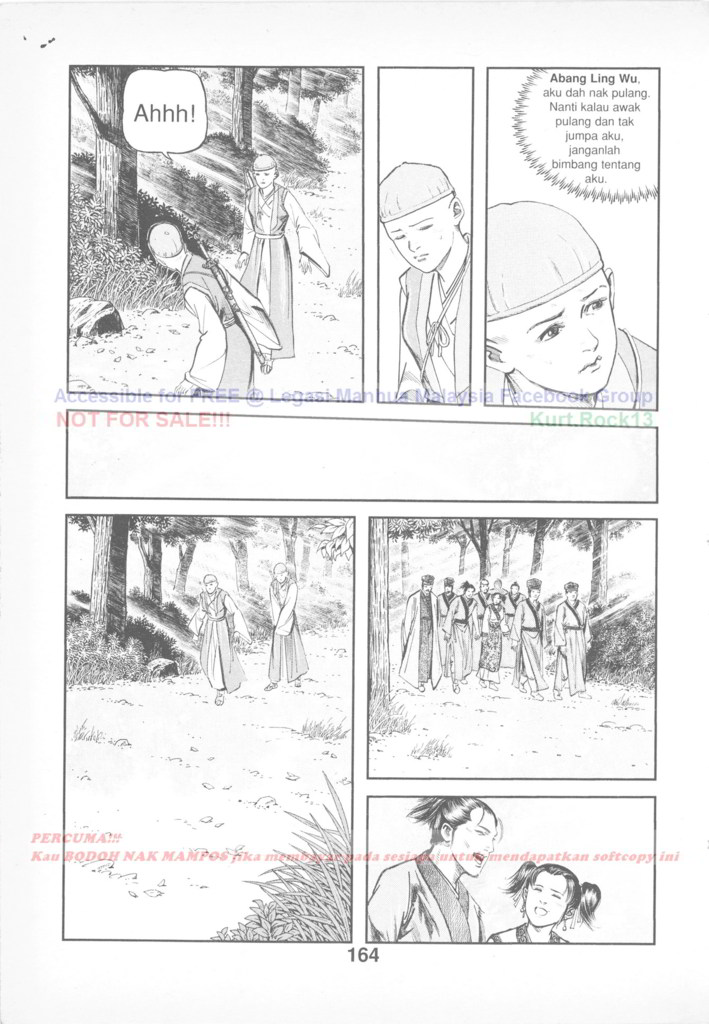 Ahhh!
Abang Ling Wu,
aku dah nak pulang.
Nanti kalau awak
pulang dan tak
jumpa aku,
janganlah
bimbang tentang
aku.
Accessible for FREE @ Legasi Manhua Malaysia Facebook Group
NOT FOR SALE!!!
Kurt.Rock13
PERCUMA!!!
Kau BODOH NAK MAMPOS jika membayar pada sesiapa untuk mendapatkan softcopy ini
164